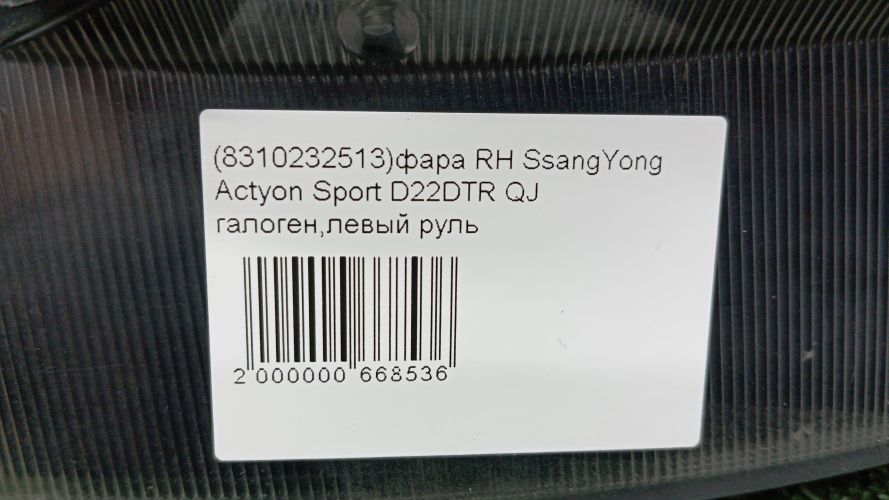 (8310232513)фара RH SsangYong
Actyon Sport D22DTR QJ
галоген,левый руль
2 000000 668536